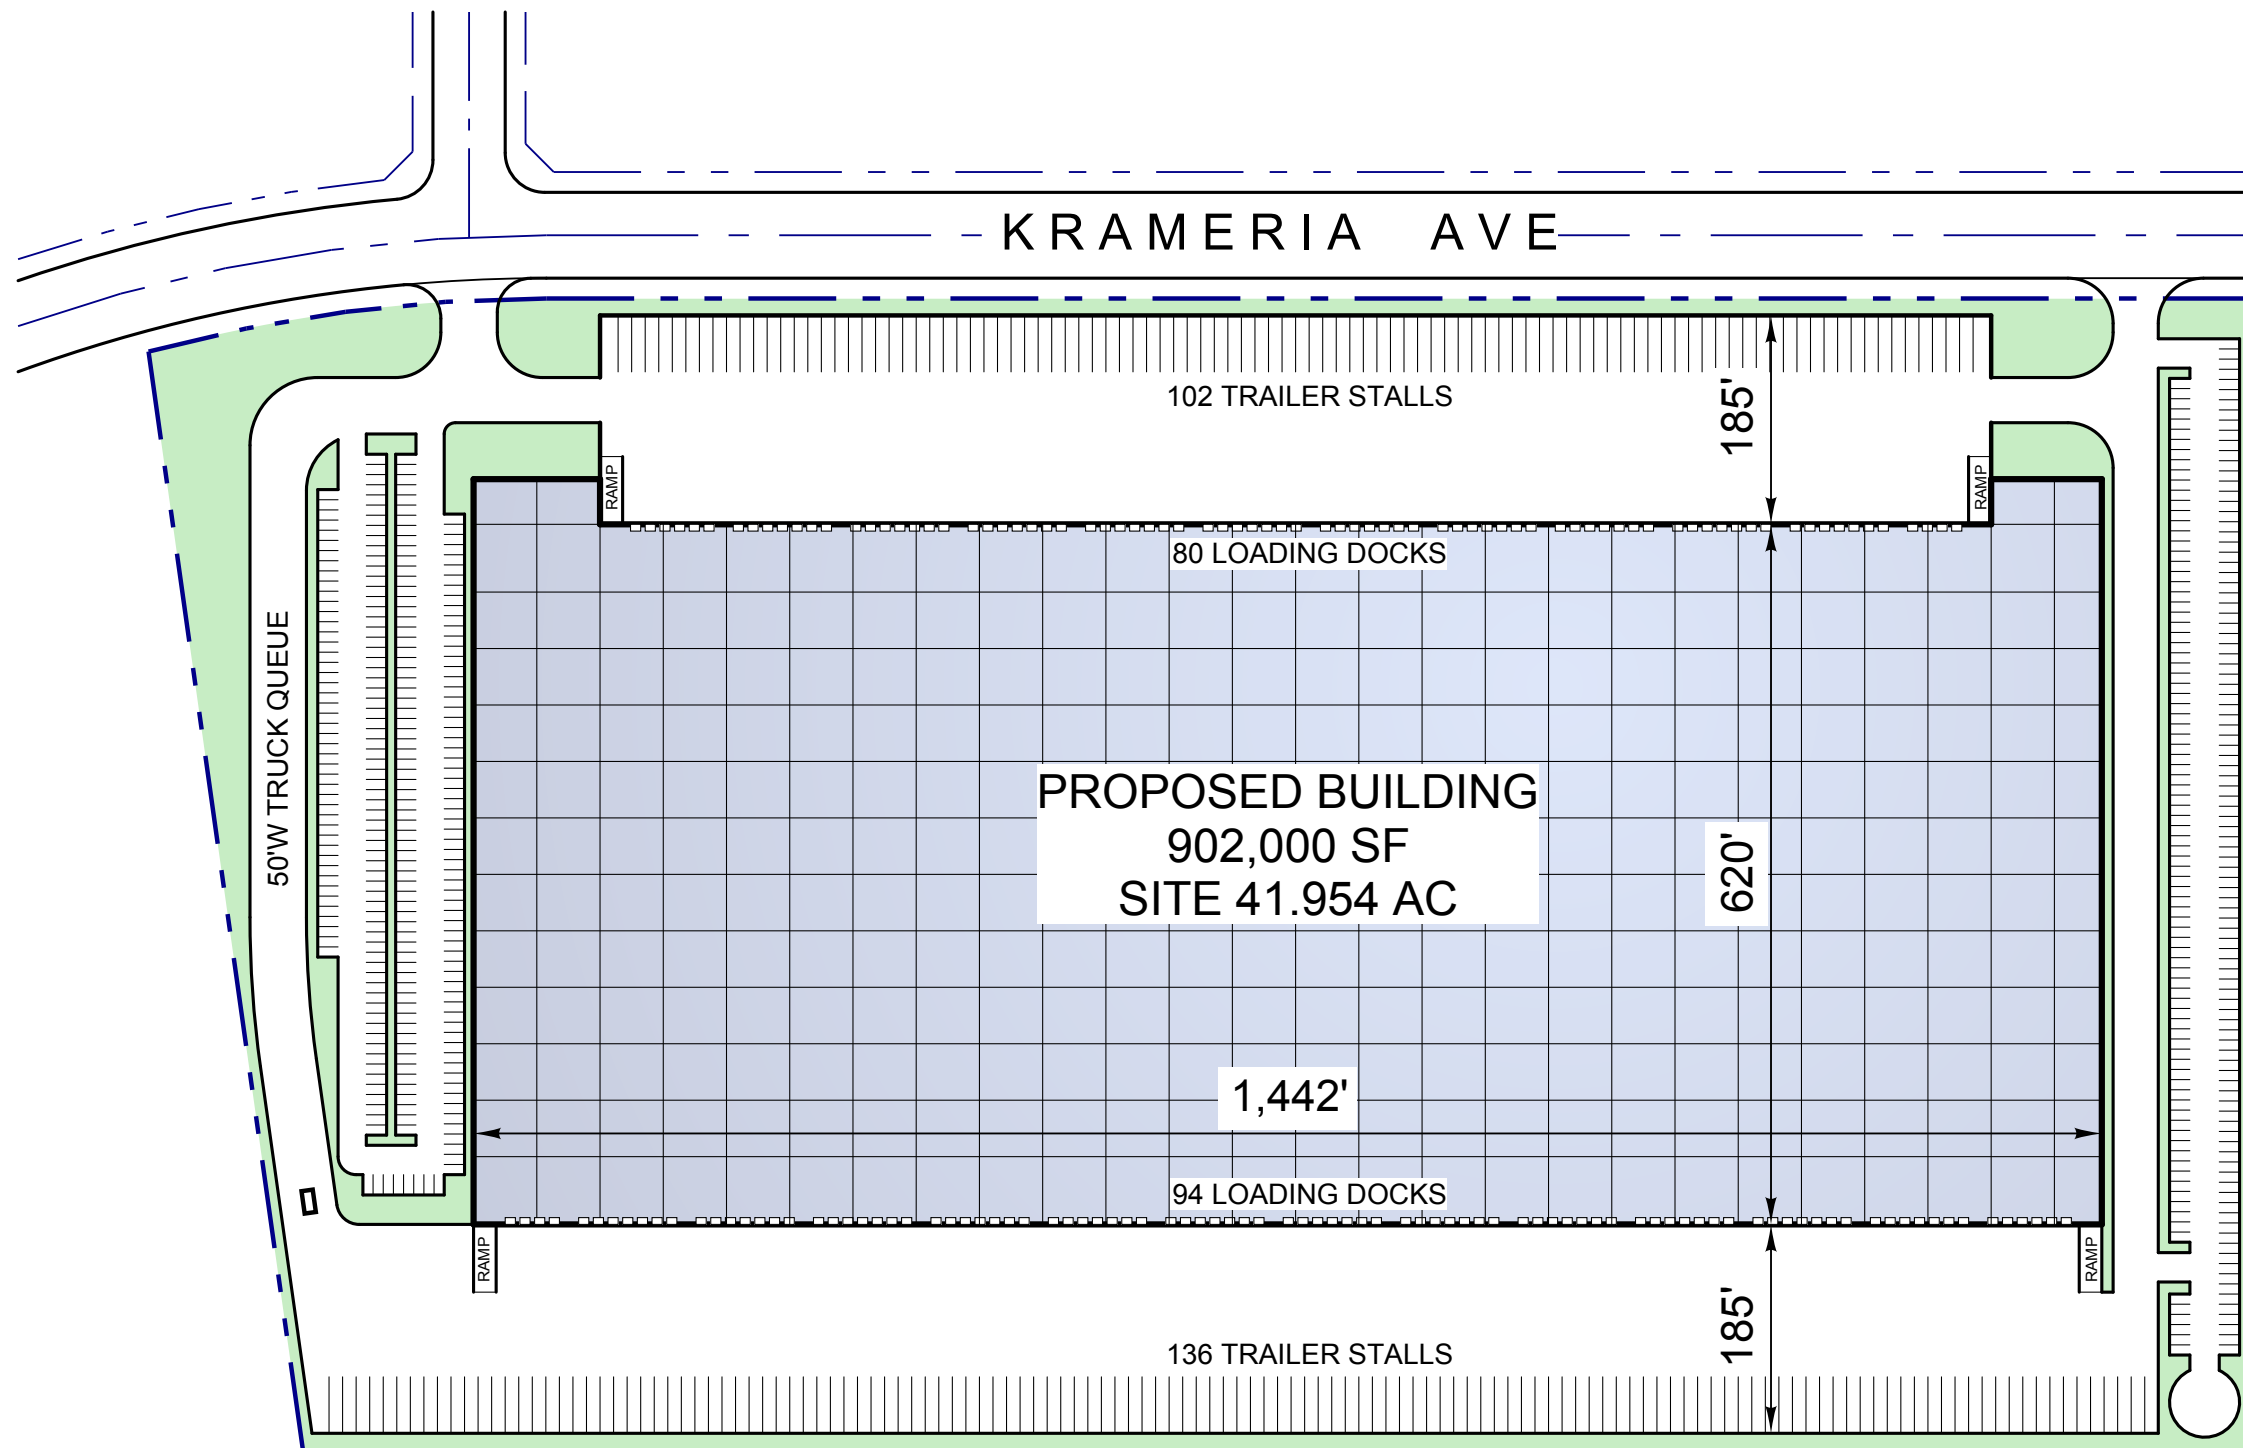 KRAMERIA AVE
102 TRAILER STALLS
185'
RAMP
RAMP
80 LOADING DOCKS
50'W TRUCK QUEUE
PROPOSED BUILDING
902,000 SF
SITE 41.954 AC
620'
1,442'
94 LOADING DOCKS
RAMP
RAMP
185'
136 TRAILER STALLS